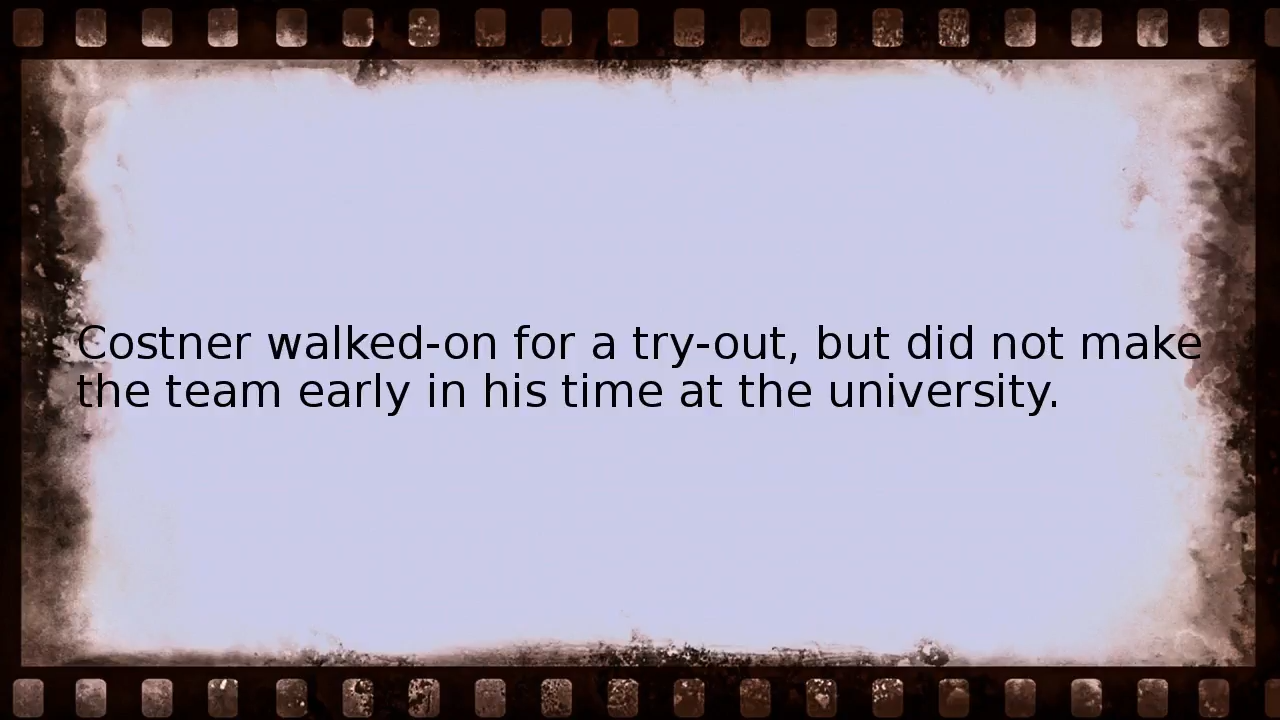 Costner walked-on for a try-out, but did not make
the team early in his time at the university.